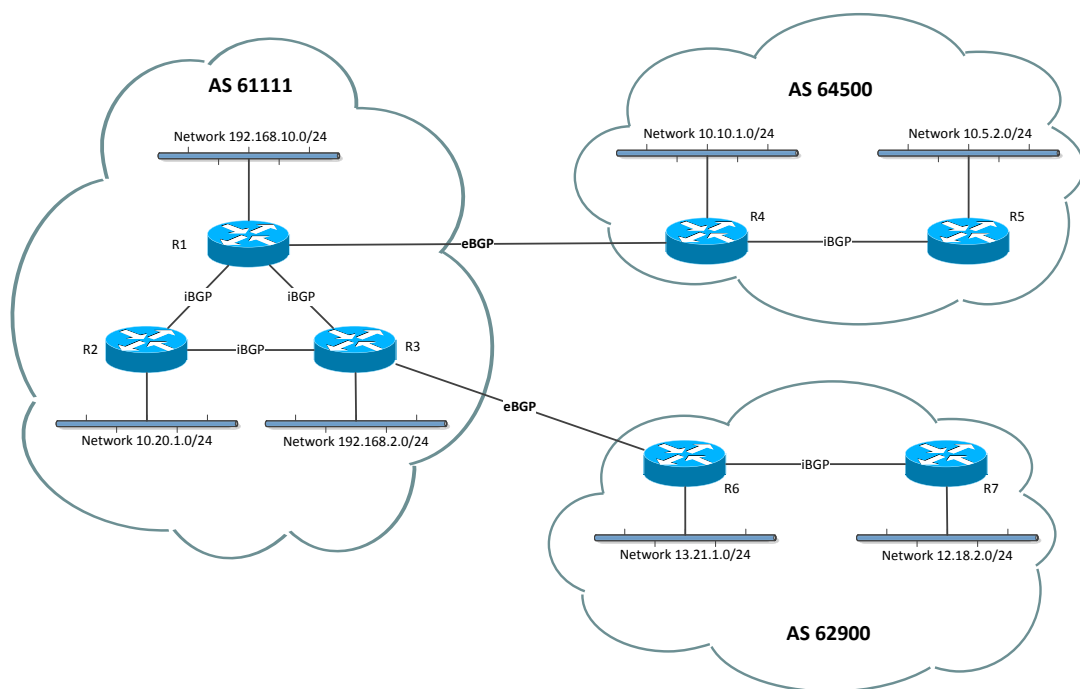 AS 61111
AS 64500
Network 192.168.10.0/24
Network 10.10.1.0/24
Network 10.5.2.0/24
R1
eBGP
R4
iBGP
R5
iBGP
iBGP
R2
iBGP
R3
eBGP
Network 10.20.1.0/24
Network 192.168.2.0/24
R6
iBGP
R7
Network 13.21.1.0/24
Network 12.18.2.0/24
AS 62900